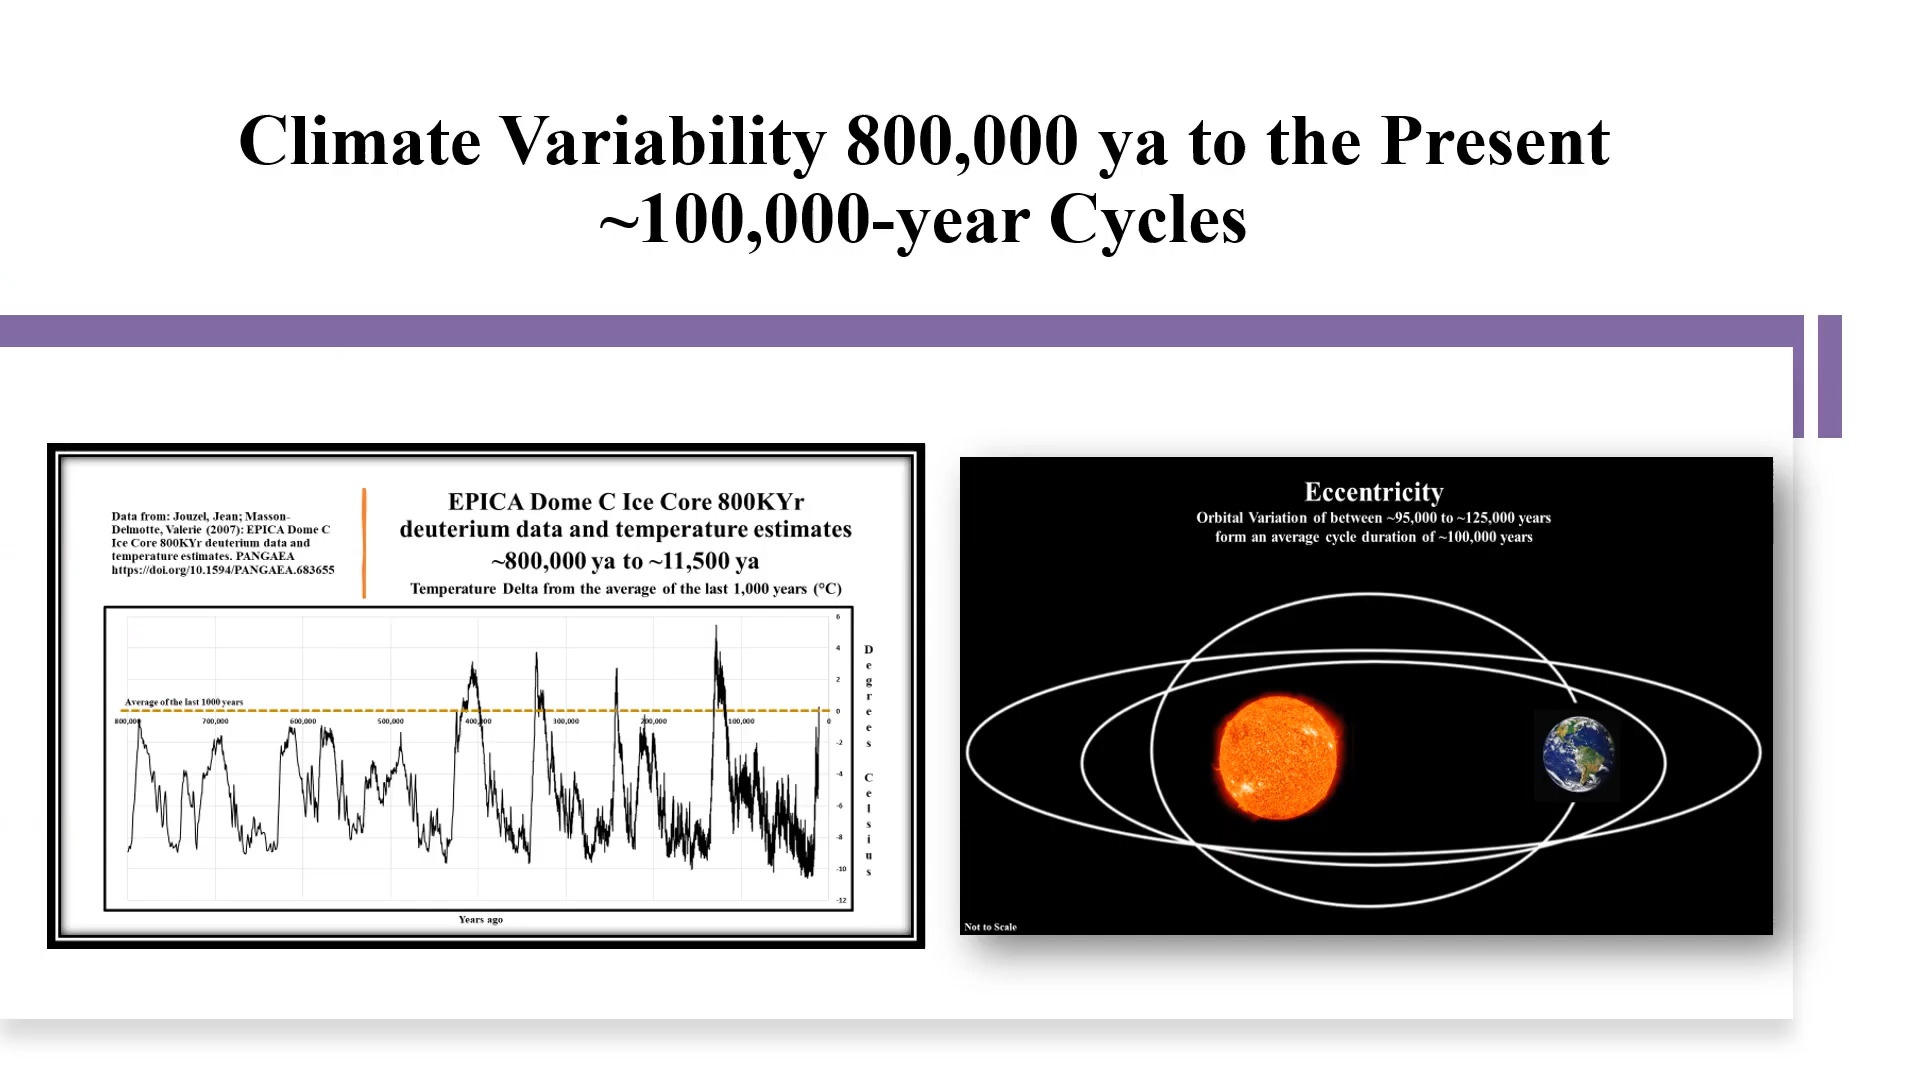 Climate Variability 800,000 ya to the Present
~100,000-year Cycles
Data from: Jouzel, Jean; Masson-
Delmotte, Valerie (2007): EPICA Dome C
Ice Core 800KYr deuterium data and
temperature estimates. PANGAEA
https://doi.org/10.1594/PANGAEA.683655
EPICA Dome C Ice Core 800KYr
deuterium data and temperature estimates
~800,000 ya to ~11,500 ya
Temperature Delta from the average of the last 1,000 years (°C)
Average of the last 1000 years
800,000 700,000 600,000 500,000 400,000 300,000 200,000 100,000 0
6
4
2
0
-2
-4
-6
-8
-10
-12
Degrees Celsius
Years ago
Eccentricity
Orbital Variation of between ~95,000 to ~125,000 years
form an average cycle duration of ~100,000 years
Not to Scale